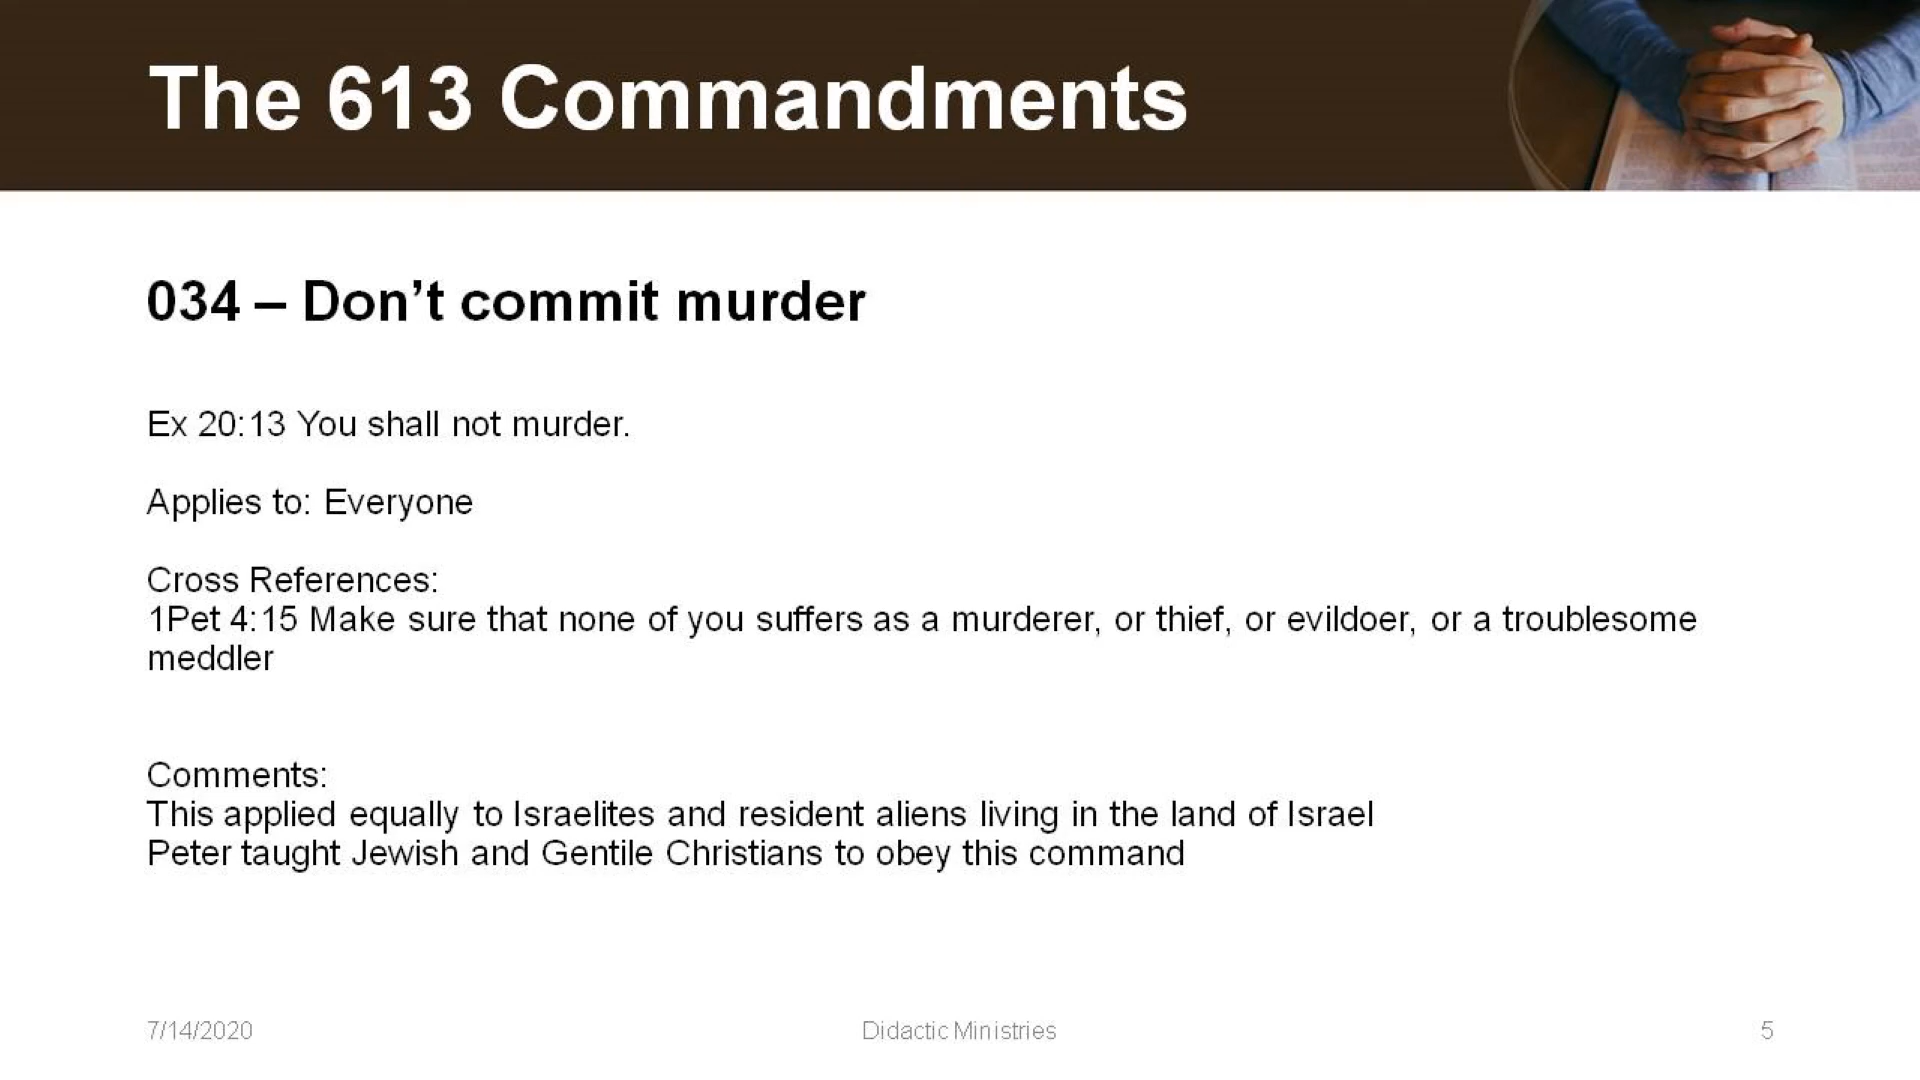 The 613 Commandments
034 – Don’t commit murder
Ex 20:13 You shall not murder.
Applies to: Everyone
Cross References:
1Pet 4:15 Make sure that none of you suffers as a murderer, or thief, or evildoer, or a troublesome
meddler
Comments:
This applied equally to Israelites and resident aliens living in the land of Israel
Peter taught Jewish and Gentile Christians to obey this command
7/14/2020
Didactic Ministries
5